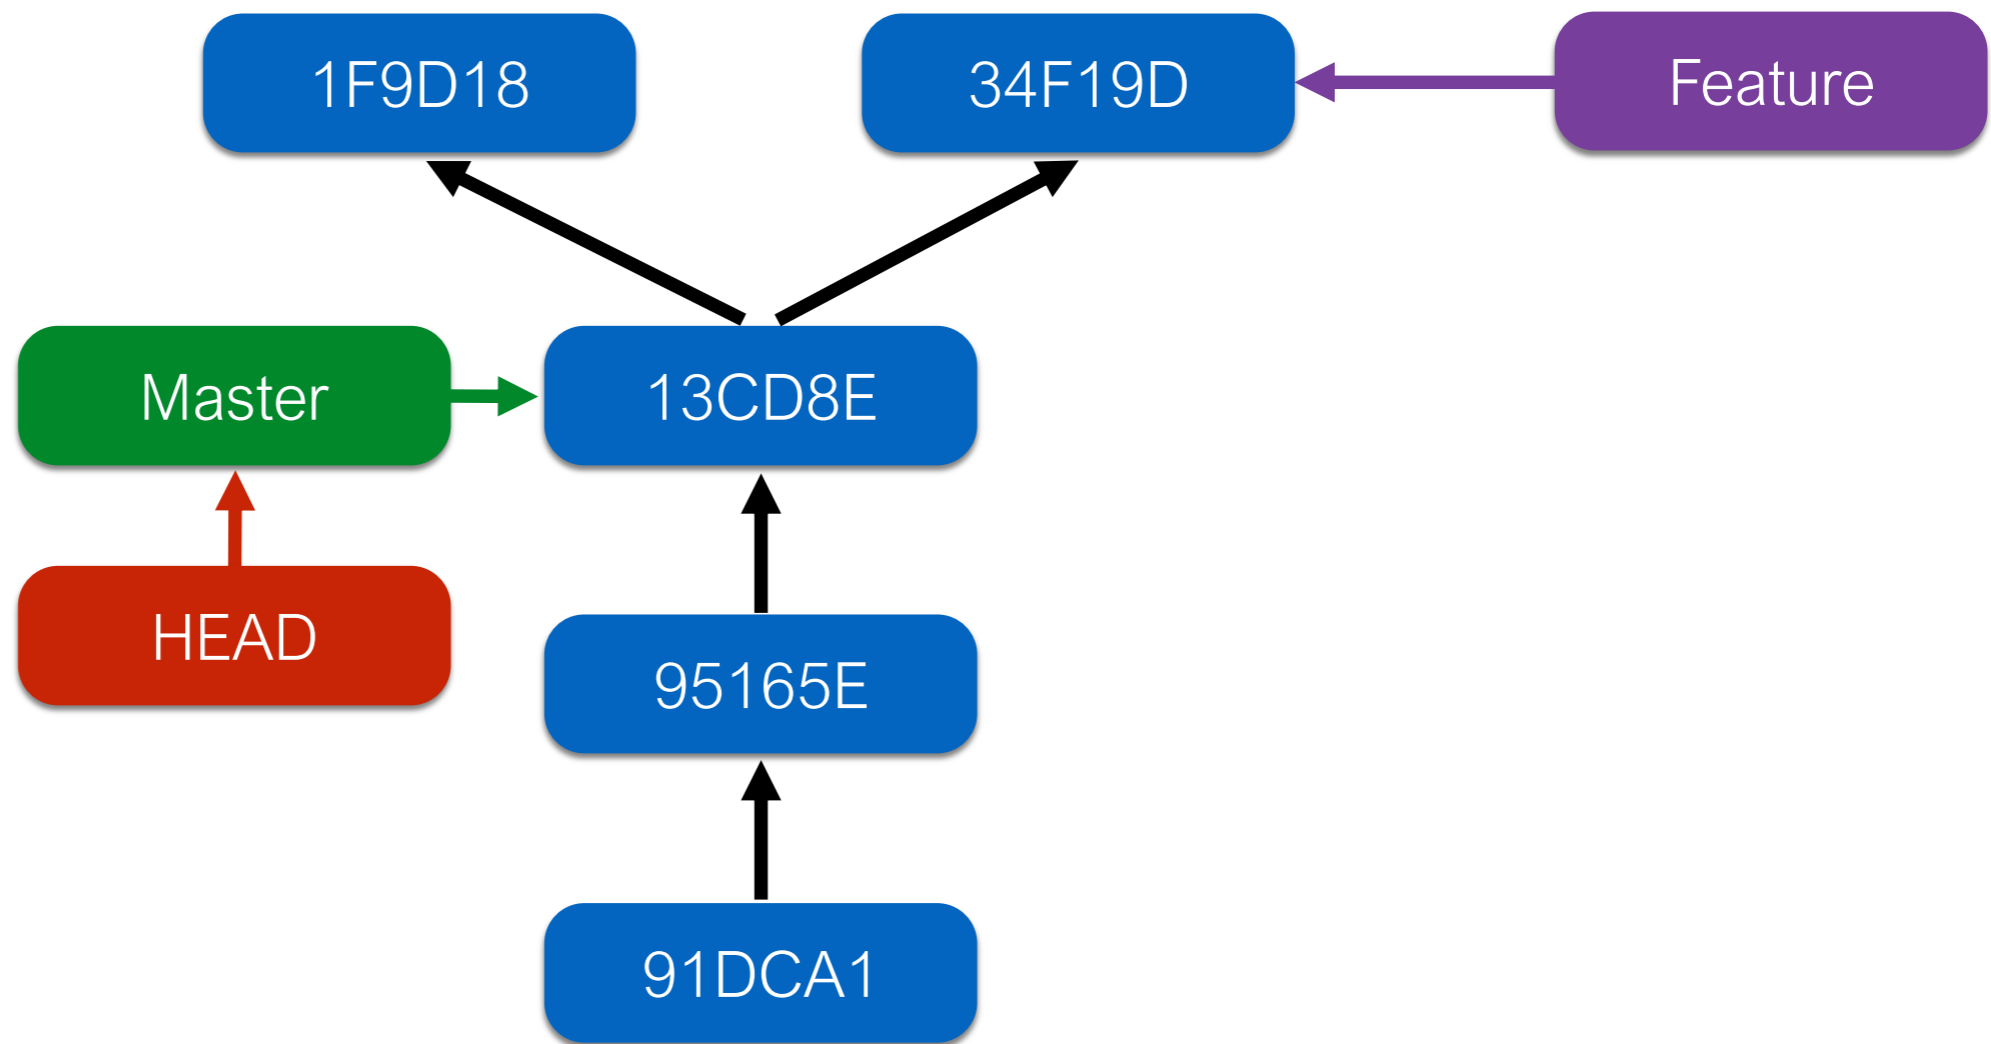 1F9D18
34F19D
Feature
Master
13CD8E
HEAD
95165E
91DCA1